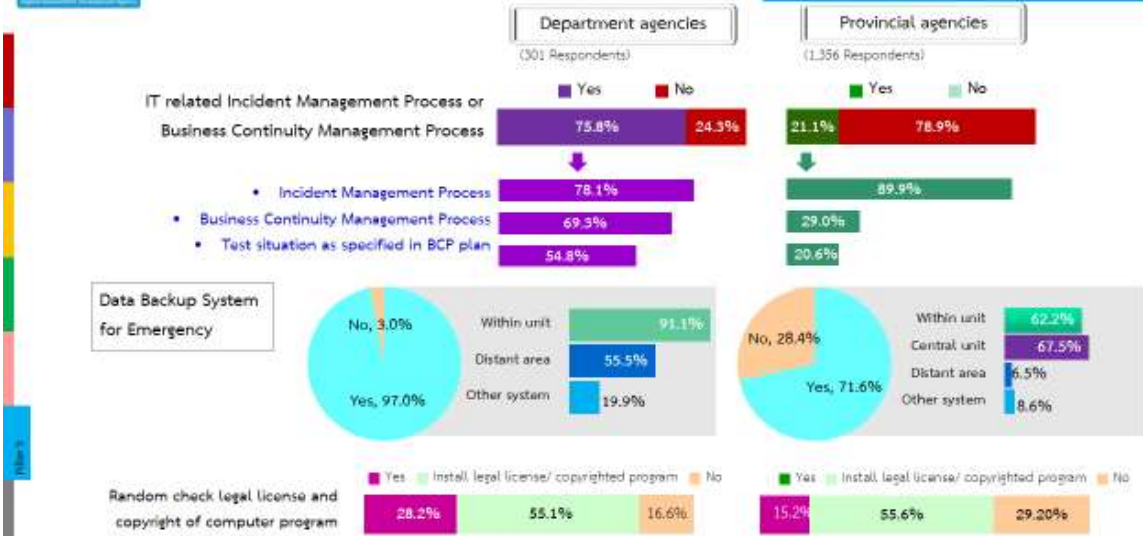 Department agencies
Provincial agencies
(301 Respondents)
(1,356 Respondents)
Yes
No
Yes
No
IT related Incident Management Process or
Business Continuity Management Process
75.8%
24.3%
21.1%
78.9%
• Incident Management Process
78.1%
89.9%
• Business Continuity Management Process
69.3%
29.0%
• Test situation as specified in BCP plan
54.8%
20.6%
Data Backup System
for Emergency
No, 3.0%
Yes, 97.0%
Within unit
91.1%
Distant area
55.5%
Other system
19.9%
No, 28.4%
Yes, 71.6%
Within unit
62.2%
Central unit
67.5%
Distant area
6.5%
Other system
8.6%
Yes
Install legal license/ copyrighted program
No
Yes
Install legal license/ copyrighted program
No
Random check legal license and
copyright of computer program
28.2%
55.1%
16.6%
15.2%
55.6%
29.20%